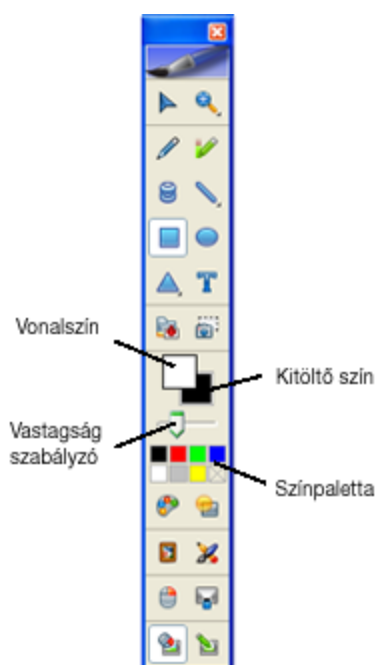 Vonalszín
Kitöltő szín
Vastagság
szabályzó
Színpaletta